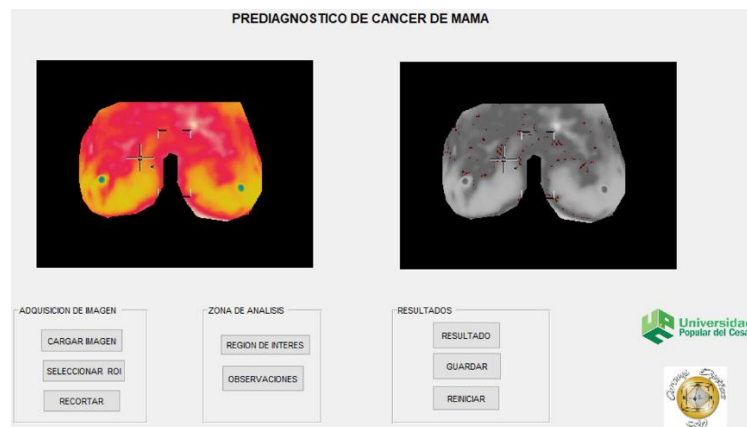 PREDIAGNOSTICO DE CANCER DE MAMA
ADQUISICION DE IMAGEN
CARGAR IMAGEN
SELECCIONAR ROI
RECORTAR
ZONA DE ANALISIS
REGION DE INTERES
OBSERVACIONES
RESULTADOS
RESULTADO
GUARDAR
REINICIAR
Universidad
Popular del Cesa